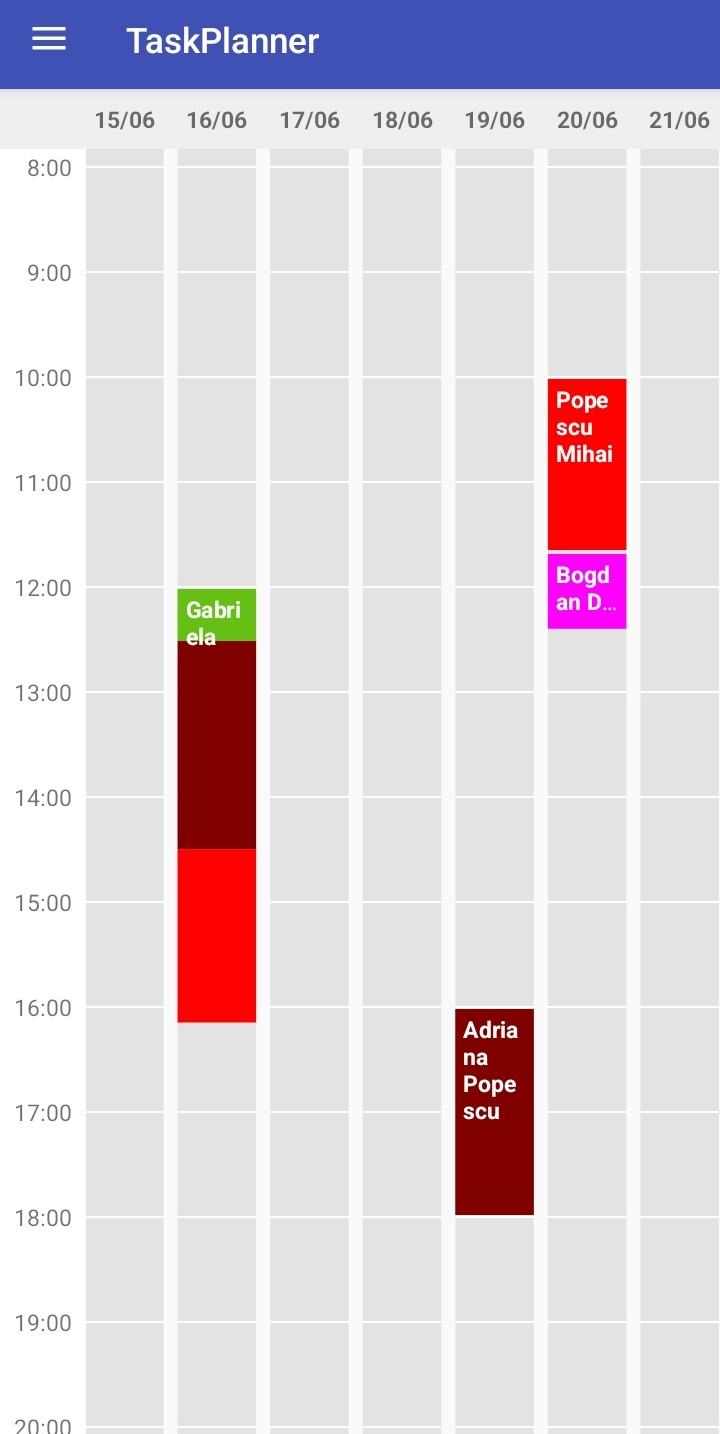 TaskPlanner
15/06 16/06 17/06 18/06 19/06 20/06 21/06
8:00
9:00
10:00
Pope
scu
Mihai
11:00
12:00
Bogd
an D...
Gabri
ela
13:00
14:00
15:00
16:00
Adria
na
Pope
scu
17:00
18:00
19:00
20:00